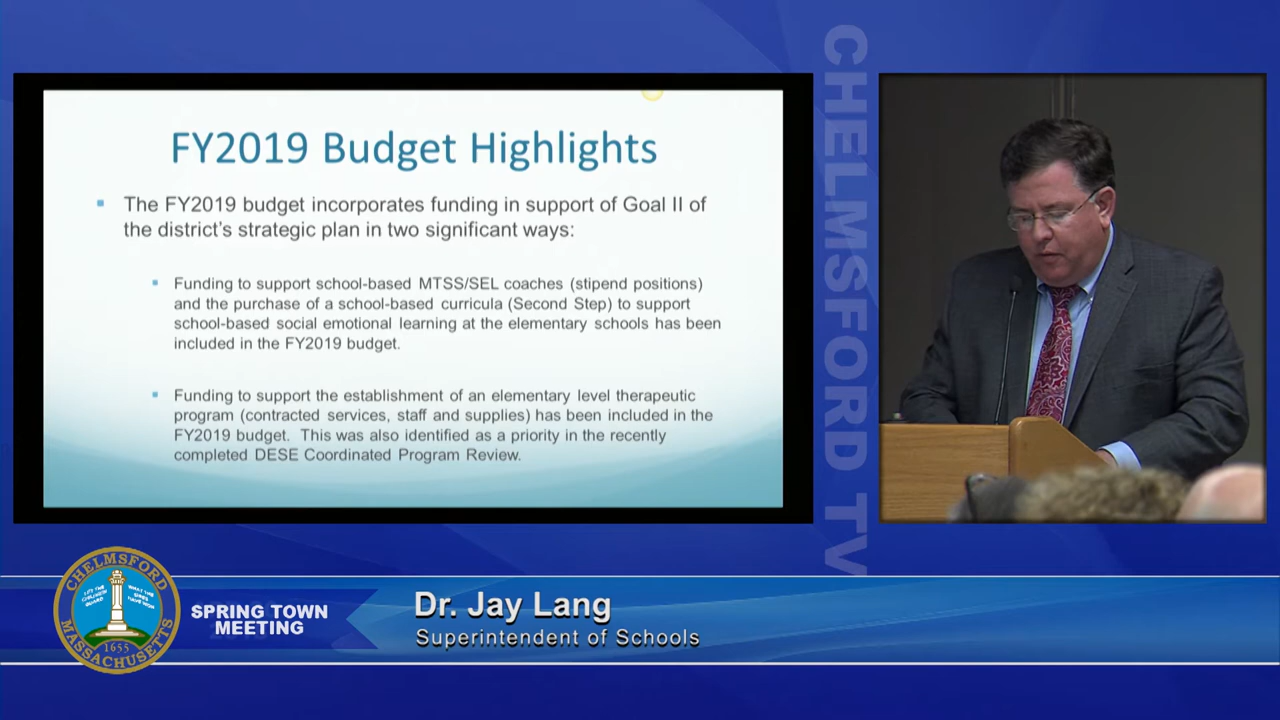 FY2019 Budget Highlights
The FY2019 budget incorporates funding in support of Goal II of
the district's strategic plan in two significant ways:
Funding to support school-based MTSS/SEL coaches (stipend positions)
and the purchase of a school-based curricula (Second Step) to support
school-based social emotional learning at the elementary schools has been
included in the FY2019 budget.
Funding to support the establishment of an elementary level therapeutic
program (contracted services, staff and supplies) has been included in the
FY2019 budget. This was also identified as a priority in the recently
completed DESE Coordinated Program Review.
CHELMSFORD TV
CHELMSFORD
MASSACHUSETTS
1655
SPRING TOWN
MEETING
Dr. Jay Lang
Superintendent of Schools